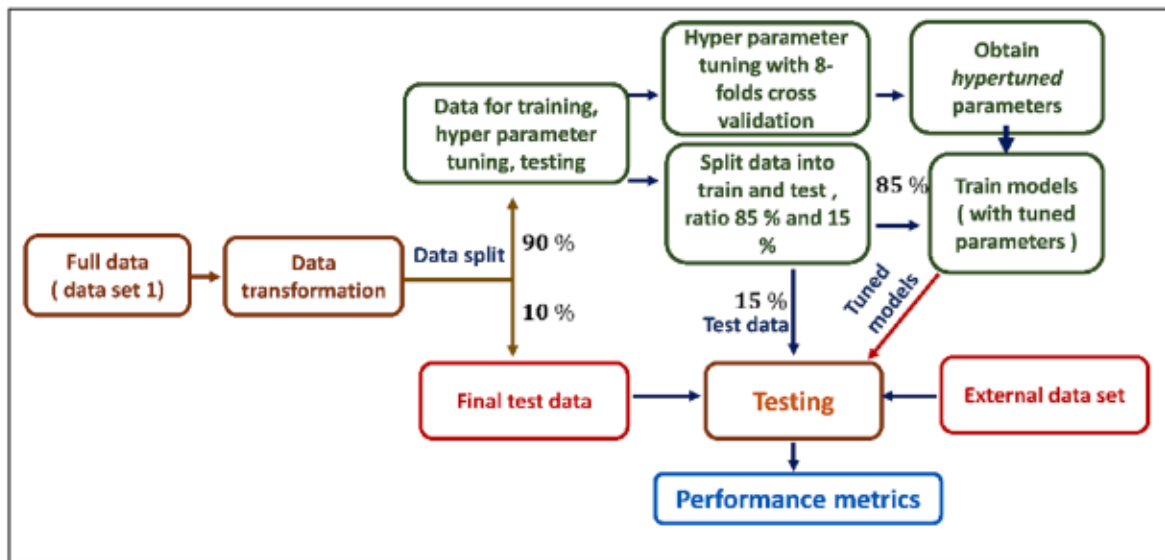 Full data
( data set 1)
Data
transformation
Data split
90 %
10 %
Data for training,
hyper parameter
tuning, testing
Hyper parameter
tuning with 8-
folds cross
validation
Obtain
hypertuned
parameters
Split data into
train and test ,
ratio 85 % and 15
%
85 %
Train models
( with tuned
parameters )
15 %
Test data
Tuned
models
Final test data
Testing
External data set
Performance metrics